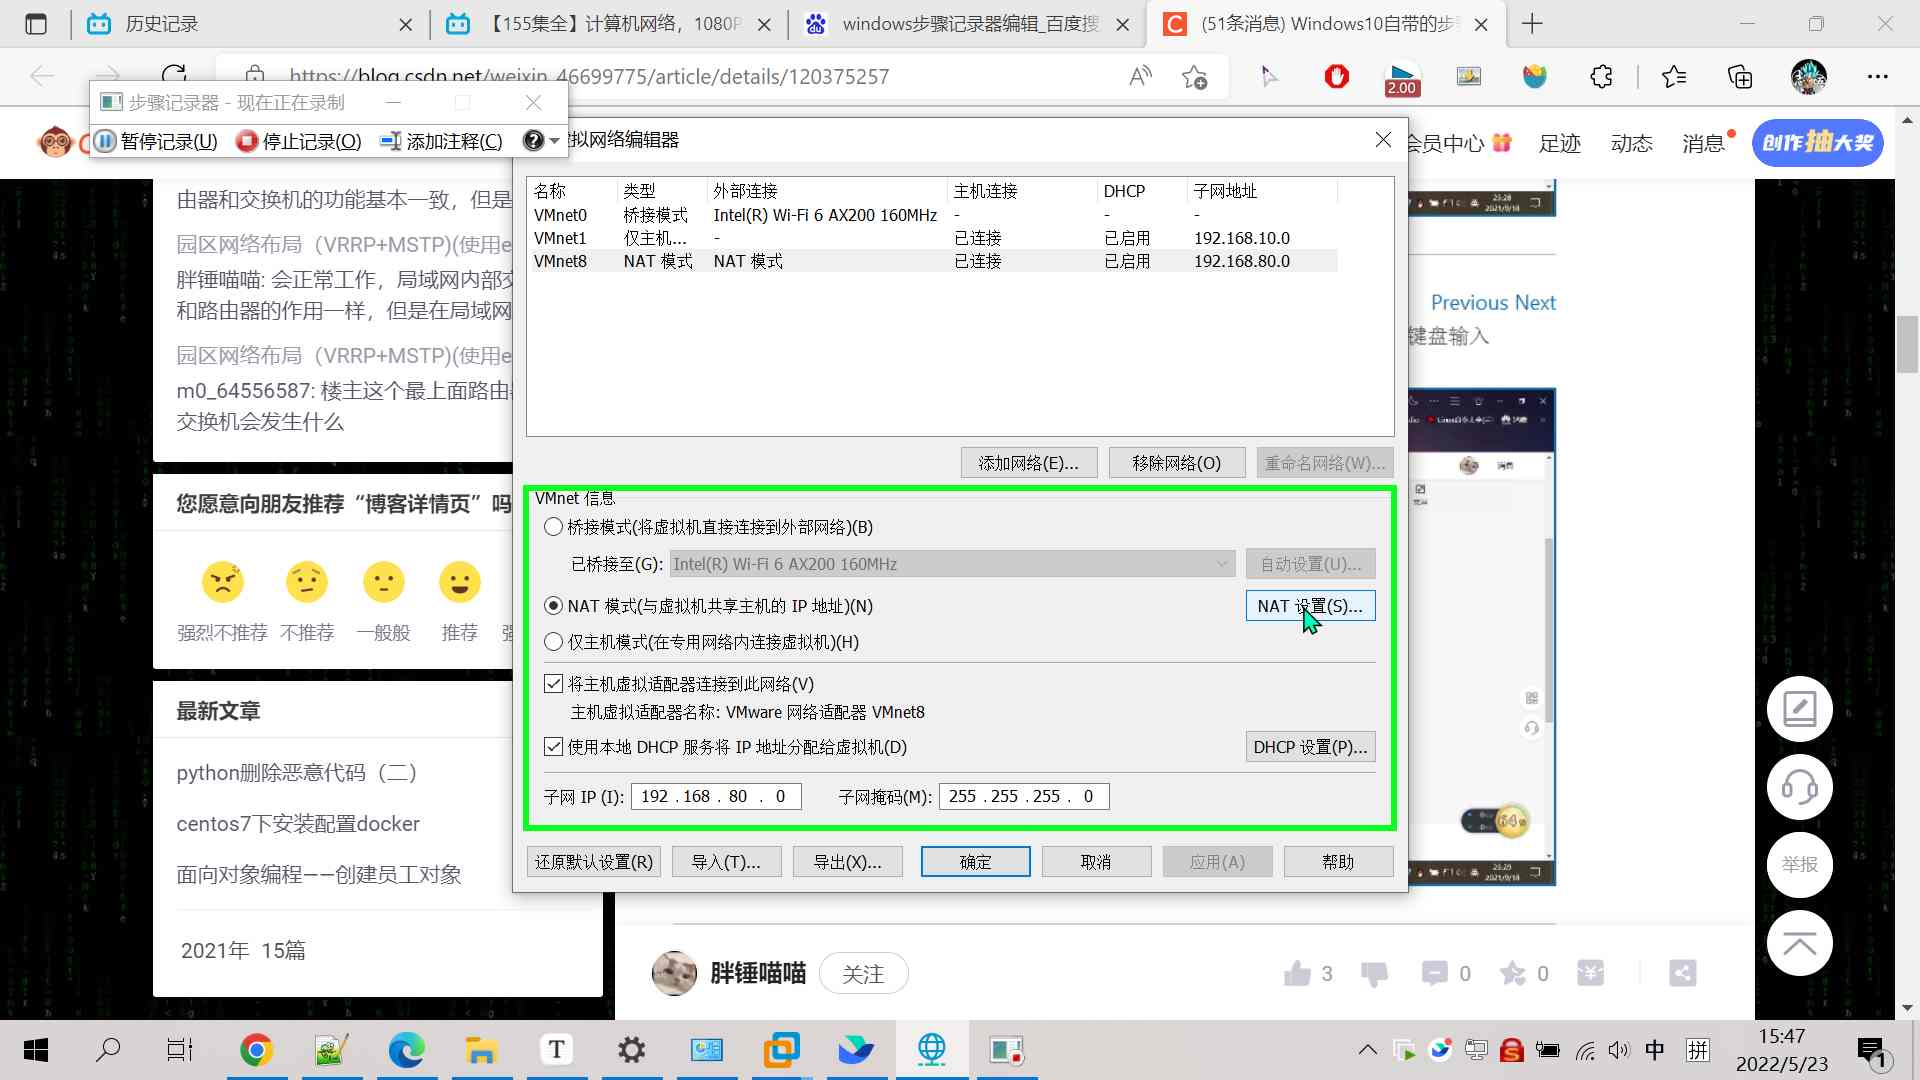 历史记录
【155集全】计算机网络，1080P
windows步骤记录器编辑_百度搜
(51条消息) Windows10自带的步
https://blog.csdn.net/weixin_46699775/article/details/120375257
2.00
步骤记录器 - 现在正在录制
暂停记录(U)
停止记录(O)
添加注释(C)
拟网络编辑器
会员中心
足迹
动态
消息
创作抽大奖
由器和交换机的功能基本一致，但是
园区网络布局（VRRP+MSTP)(使用e
胖锤喵喵: 会正常工作，局域网内部交
和路由器的作用一样，但是在局域网
园区网络布局（VRRP+MSTP)(使用e
m0_64556587: 楼主这个最上面路由器
交换机会发生什么
您愿意向朋友推荐“博客详情页”吗
强烈不推荐
不推荐
一般般
推荐
强
最新文章
python删除恶意代码（二）
centos7下安装配置docker
面向对象编程——创建员工对象
2021年 15篇
名称 类型 外部连接 主机连接 DHCP 子网地址
VMnet0 桥接模式 Intel(R) Wi-Fi 6 AX200 160MHz - - -
VMnet1 仅主机... - 已连接 已启用 192.168.10.0
VMnet8 NAT 模式 NAT 模式 已连接 已启用 192.168.80.0
添加网络(E)...
移除网络(O)
重命名网络(W)...
VMnet 信息
桥接模式(将虚拟机直接连接到外部网络)(B)
已桥接至(G): Intel(R) Wi-Fi 6 AX200 160MHz
自动设置(U)...
NAT 模式(与虚拟机共享主机的 IP 地址)(N)
NAT 设置(S)...
仅主机模式(在专用网络内连接虚拟机)(H)
将主机虚拟适配器连接到此网络(V)
主机虚拟适配器名称: VMware 网络适配器 VMnet8
使用本地 DHCP 服务将 IP 地址分配给虚拟机(D)
DHCP 设置(P)...
子网 IP (I): 192 . 168 . 80 . 0
子网掩码(M): 255 . 255 . 255 . 0
还原默认设置(R)
导入(T)...
导出(X)...
确定
取消
应用(A)
帮助
23:28
2021/9/18
Previous Next
键盘输入
64
23:29
2021/9/18
举报
胖锤喵喵
关注
3
0
0
15:47
2022/5/23
中
拼
1